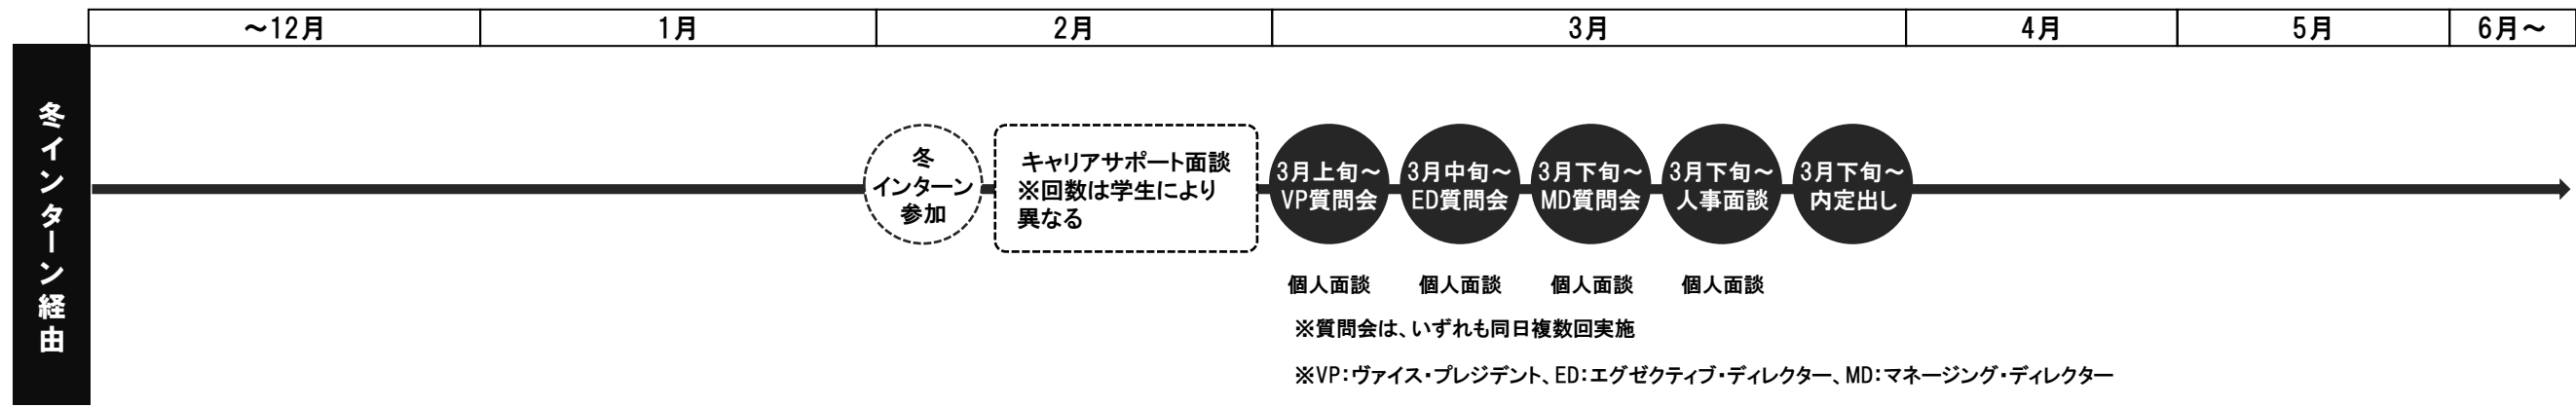 ～12月
1月
2月
3月
4月
5月
6月～
冬インターン経由
冬
インターン
参加
キャリアサポート面談
※回数は学生により
異なる
3月上旬～
VP質問会
3月中旬～
ED質問会
3月下旬～
MD質問会
3月下旬～
人事面談
3月下旬～
内定出し
個人面談
個人面談
個人面談
個人面談
※質問会は、いずれも同日複数回実施
※VP：ヴァイス・プレジデント、ED：エグゼクティブ・ディレクター、MD：マネージング・ディレクター